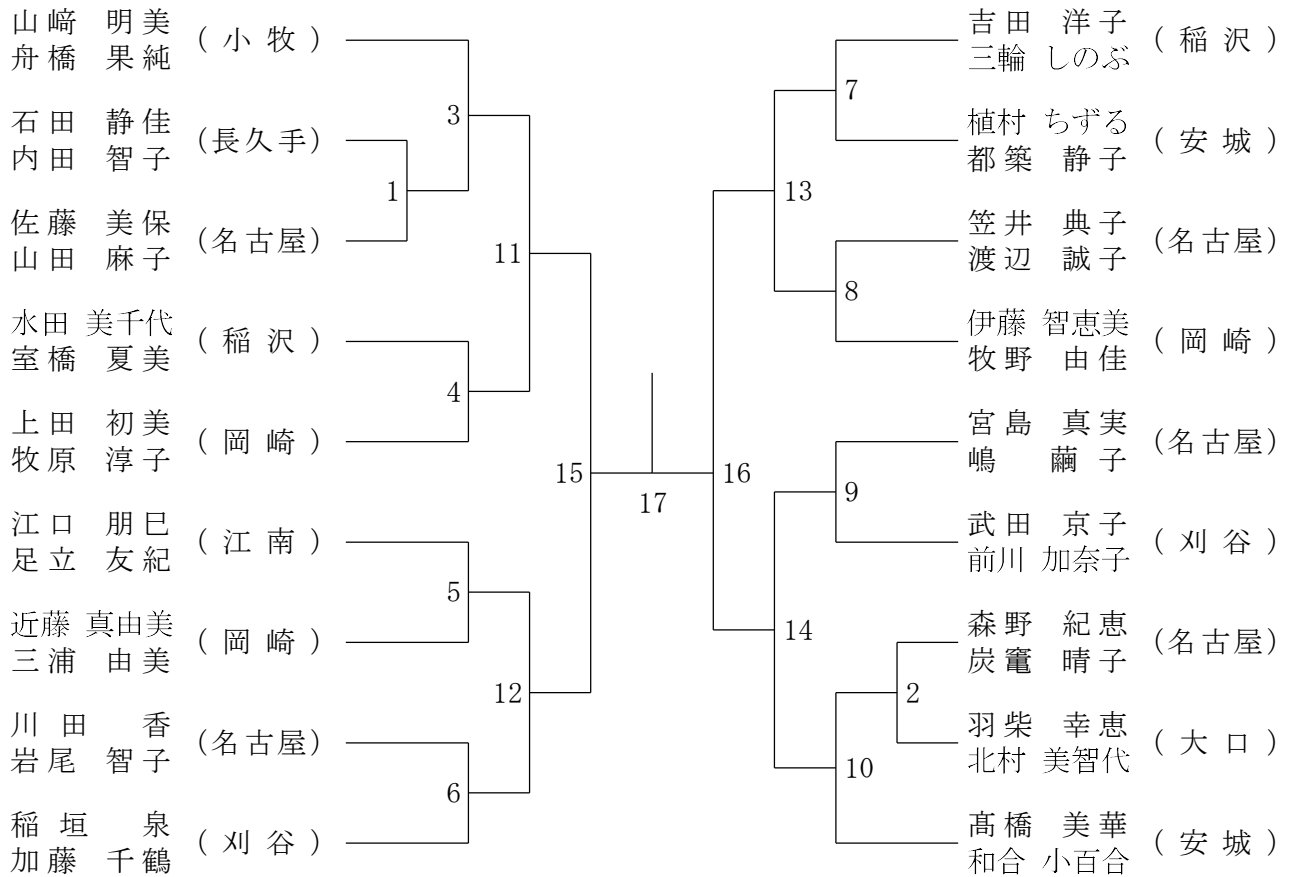 山﨑 明美
舟橋 果純
(小牧)
石田 静佳
内田 智子
(長久手)
佐藤 美保
山田 麻子
(名古屋)
水田 美千代
室橋 夏美
(稲沢)
上田 初美
牧原 淳子
(岡崎)
江口 朋巳
足立 友紀
(江南)
近藤 真由美
三浦 由美
(岡崎)
川田 香
岩尾 智子
(名古屋)
稲垣 泉
加藤 千鶴
(刈谷)
3
1
11
4
15
5
12
6
17
16
7
13
8
9
14
2
10
吉田 洋子
三輪 しのぶ
(稲沢)
植村 ちずる
都築 静子
(安城)
笠井 典子
渡辺 誠子
(名古屋)
伊藤 智恵美
牧野 由佳
(岡崎)
宮島 真実
嶋 繭子
(名古屋)
武田 京子
前川 加奈子
(刈谷)
森野 紀恵
炭竃 晴子
(名古屋)
羽柴 幸恵
北村 美智代
(大口)
髙橋 美華
和合 小百合
(安城)